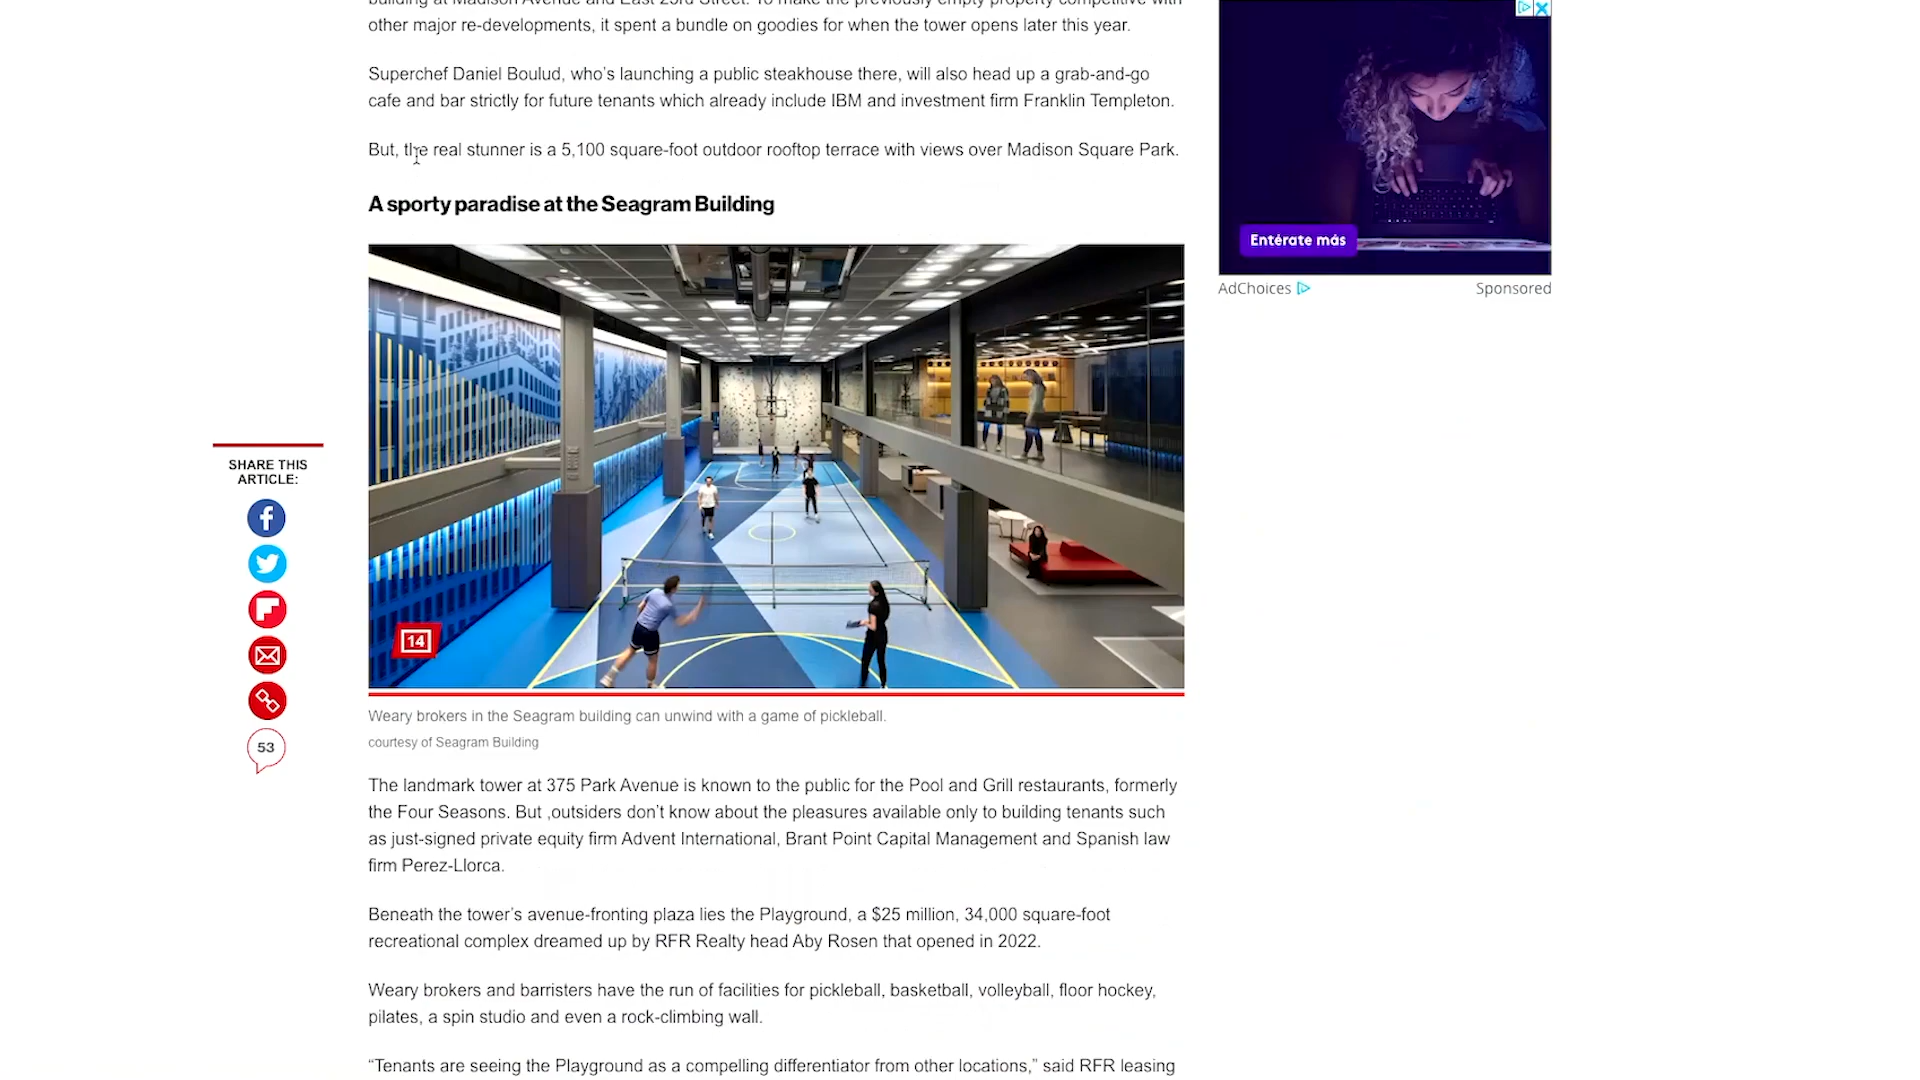 building at Madison Avenue and East 23rd Street. To make the previously empty property competitive with
other major re-developments, it spent a bundle on goodies for when the tower opens later this year.
Superchef Daniel Boulud, who's launching a public steakhouse there, will also head up a grab-and-go
cafe and bar strictly for future tenants which already include IBM and investment firm Franklin Templeton.
But, the real stunner is a 5,100 square-foot outdoor rooftop terrace with views over Madison Square Park.
A sporty paradise at the Seagram Building
14
Weary brokers in the Seagram building can unwind with a game of pickleball.
courtesy of Seagram Building
The landmark tower at 375 Park Avenue is known to the public for the Pool and Grill restaurants, formerly
the Four Seasons. But ,outsiders don't know about the pleasures available only to building tenants such
as just-signed private equity firm Advent International, Brant Point Capital Management and Spanish law
firm Perez-Llorca.
Beneath the tower's avenue-fronting plaza lies the Playground, a $25 million, 34,000 square-foot
recreational complex dreamed up by RFR Realty head Aby Rosen that opened in 2022.
Weary brokers and barristers have the run of facilities for pickleball, basketball, volleyball, floor hockey,
pilates, a spin studio and even a rock-climbing wall.
“Tenants are seeing the Playground as a compelling differentiator from other locations,” said RFR leasing
SHARE THIS
ARTICLE:
53
Entérate más
AdChoices
Sponsored